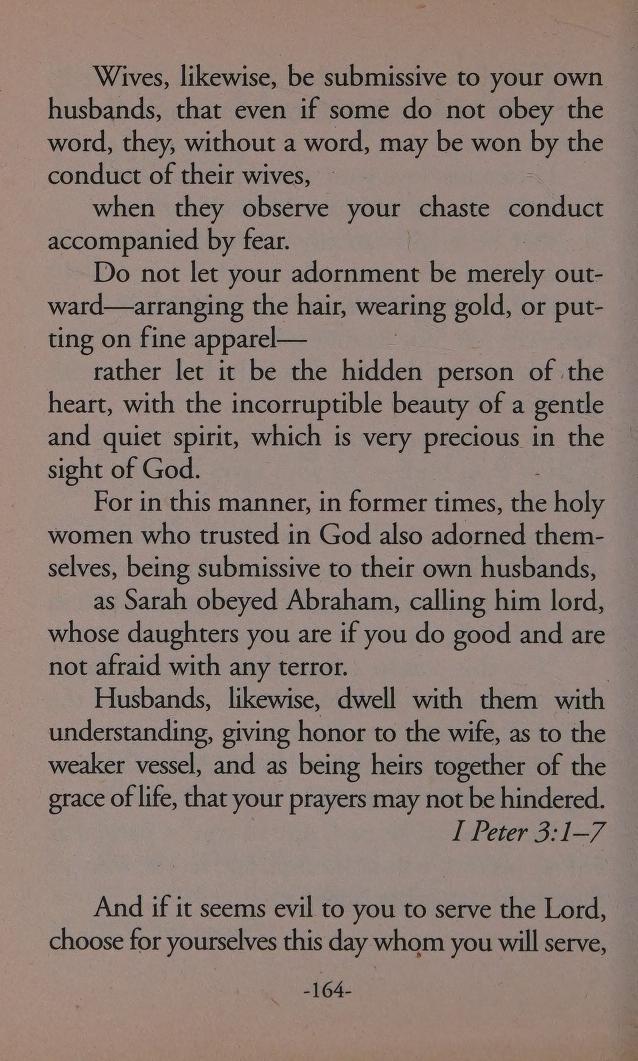 Wives, likewise, be submissive to your own
husbands, that even if some do not obey the
word, they, without a word, may be won by the
conduct of their wives,
when they observe your chaste conduct
accompanied by fear.
Do not let your adornment be merely out-
ward—arranging the hair, wearing gold, or put-
ting on fine apparel—
rather let it be the hidden person of the
heart, with the incorruptible beauty of a gentle
and quiet spirit, which is very precious in the
sight of God.
For in this manner, in former times, the holy
women who trusted in God also adorned them-
selves, being submissive to their own husbands,
as Sarah obeyed Abraham, calling him lord,
whose daughters you are if you do good and are
not afraid with any terror.
Husbands, likewise, dwell with them with
understanding, giving honor to the wife, as to the
weaker vessel, and as being heirs together of the
grace of life, that your prayers may not be hindered.
I Peter 3:1–7
And if it seems evil to you to serve the Lord,
choose for yourselves this day whom you will serve,
-164-